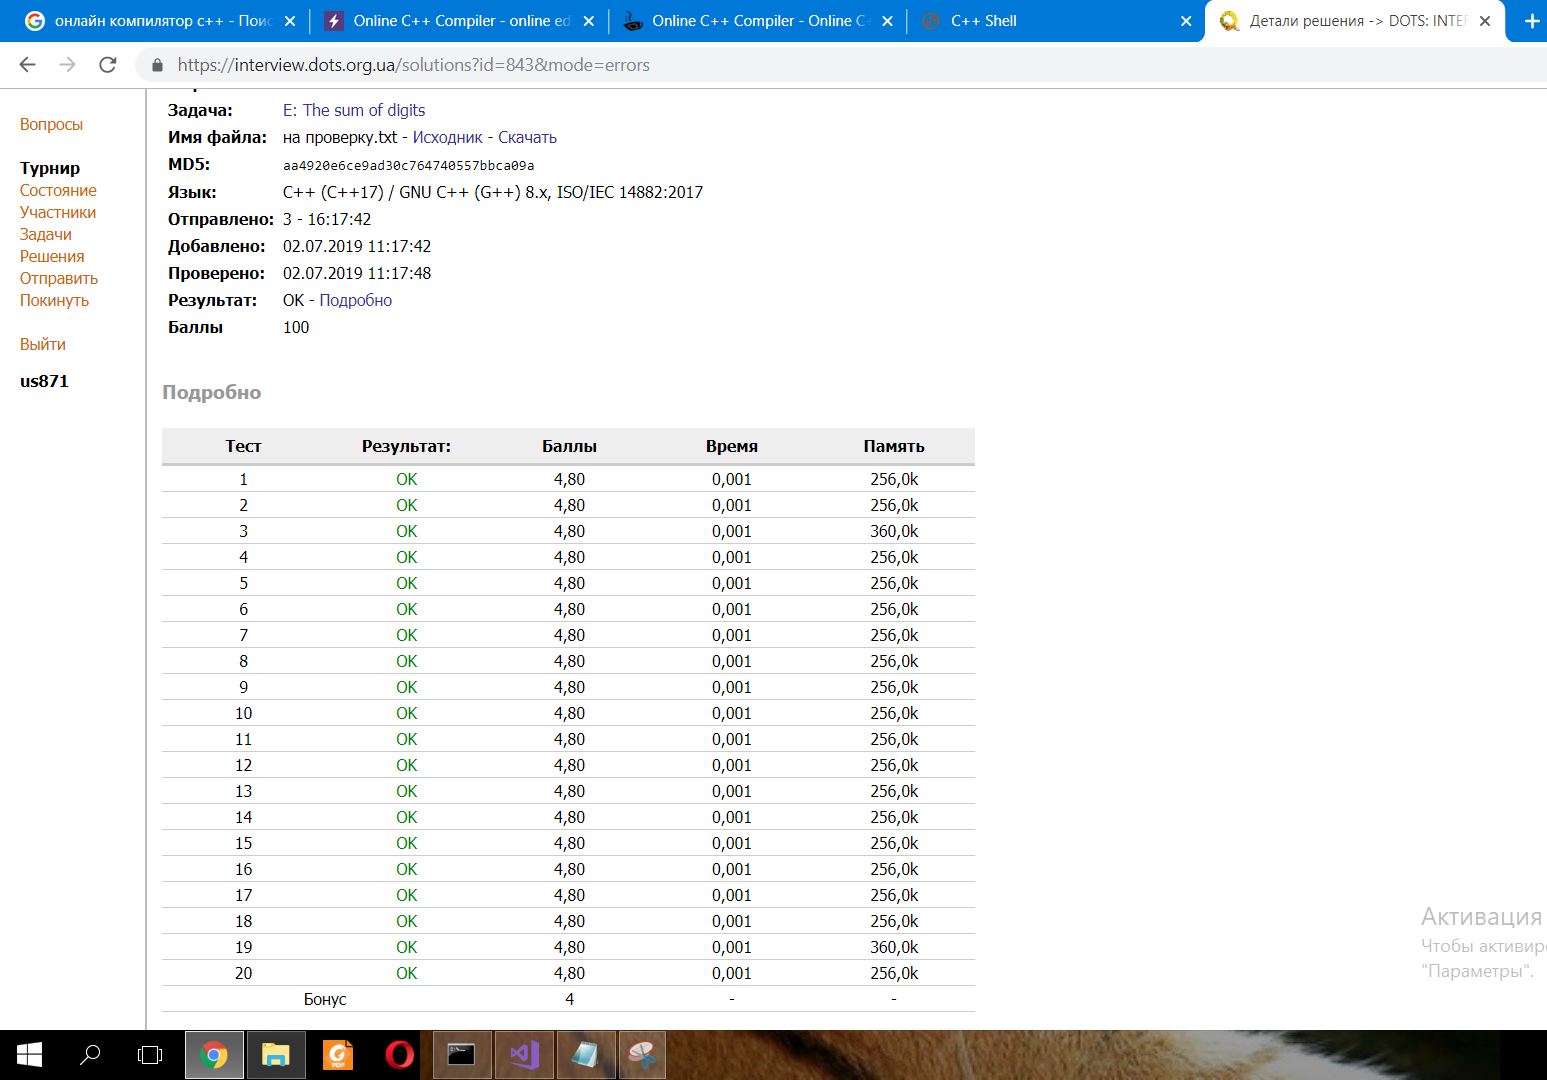 онлайн компилятор c++ - Поис
Online C++ Compiler - online ed
Online C++ Compiler - Online C+
C++ Shell
Детали решения -> DOTS: INTER
https://interview.dots.org.ua/solutions?id=843&mode=errors
Вопросы
Турнир
Состояние
Участники
Задачи
Решения
Отправить
Покинуть
Выйти
us871
Задача: E: The sum of digits
Имя файла: на проверку.txt - Исходник - Скачать
MD5: aa4920e6ce9ad30c764740557bbca09a
Язык: C++ (C++17) / GNU C++ (G++) 8.x, ISO/IEC 14882:2017
Отправлено: 3 - 16:17:42
Добавлено: 02.07.2019 11:17:42
Проверено: 02.07.2019 11:17:48
Результат: OK - Подробно
Баллы 100
Подробно
Тест Результат: Баллы Время Память
1 OK 4,80 0,001 256,0k
2 OK 4,80 0,001 256,0k
3 OK 4,80 0,001 360,0k
4 OK 4,80 0,001 256,0k
5 OK 4,80 0,001 256,0k
6 OK 4,80 0,001 256,0k
7 OK 4,80 0,001 256,0k
8 OK 4,80 0,001 256,0k
9 OK 4,80 0,001 256,0k
10 OK 4,80 0,001 256,0k
11 OK 4,80 0,001 256,0k
12 OK 4,80 0,001 256,0k
13 OK 4,80 0,001 256,0k
14 OK 4,80 0,001 256,0k
15 OK 4,80 0,001 256,0k
16 OK 4,80 0,001 256,0k
17 OK 4,80 0,001 256,0k
18 OK 4,80 0,001 256,0k
19 OK 4,80 0,001 360,0k
20 OK 4,80 0,001 256,0k
Бонус 4 - -
Активация
Чтобы активиро
"Параметры".
PDF